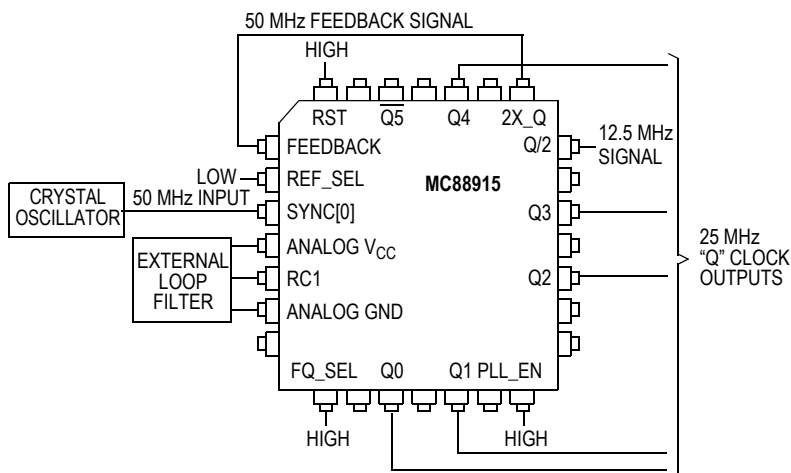 50 MHz FEEDBACK SIGNAL
HIGH
RST
Q5
Q4
2X_Q
FEEDBACK
Q/2
12.5 MHz
SIGNAL
LOW
REF_SEL
MC88915
CRYSTAL
OSCILLATOR
50 MHz INPUT
SYNC[0]
Q3
ANALOG VCC
EXTERNAL
LOOP
FILTER
RC1
Q2
25 MHz
“Q” CLOCK
OUTPUTS
ANALOG GND
FQ_SEL
Q0
Q1
PLL_EN
HIGH
HIGH